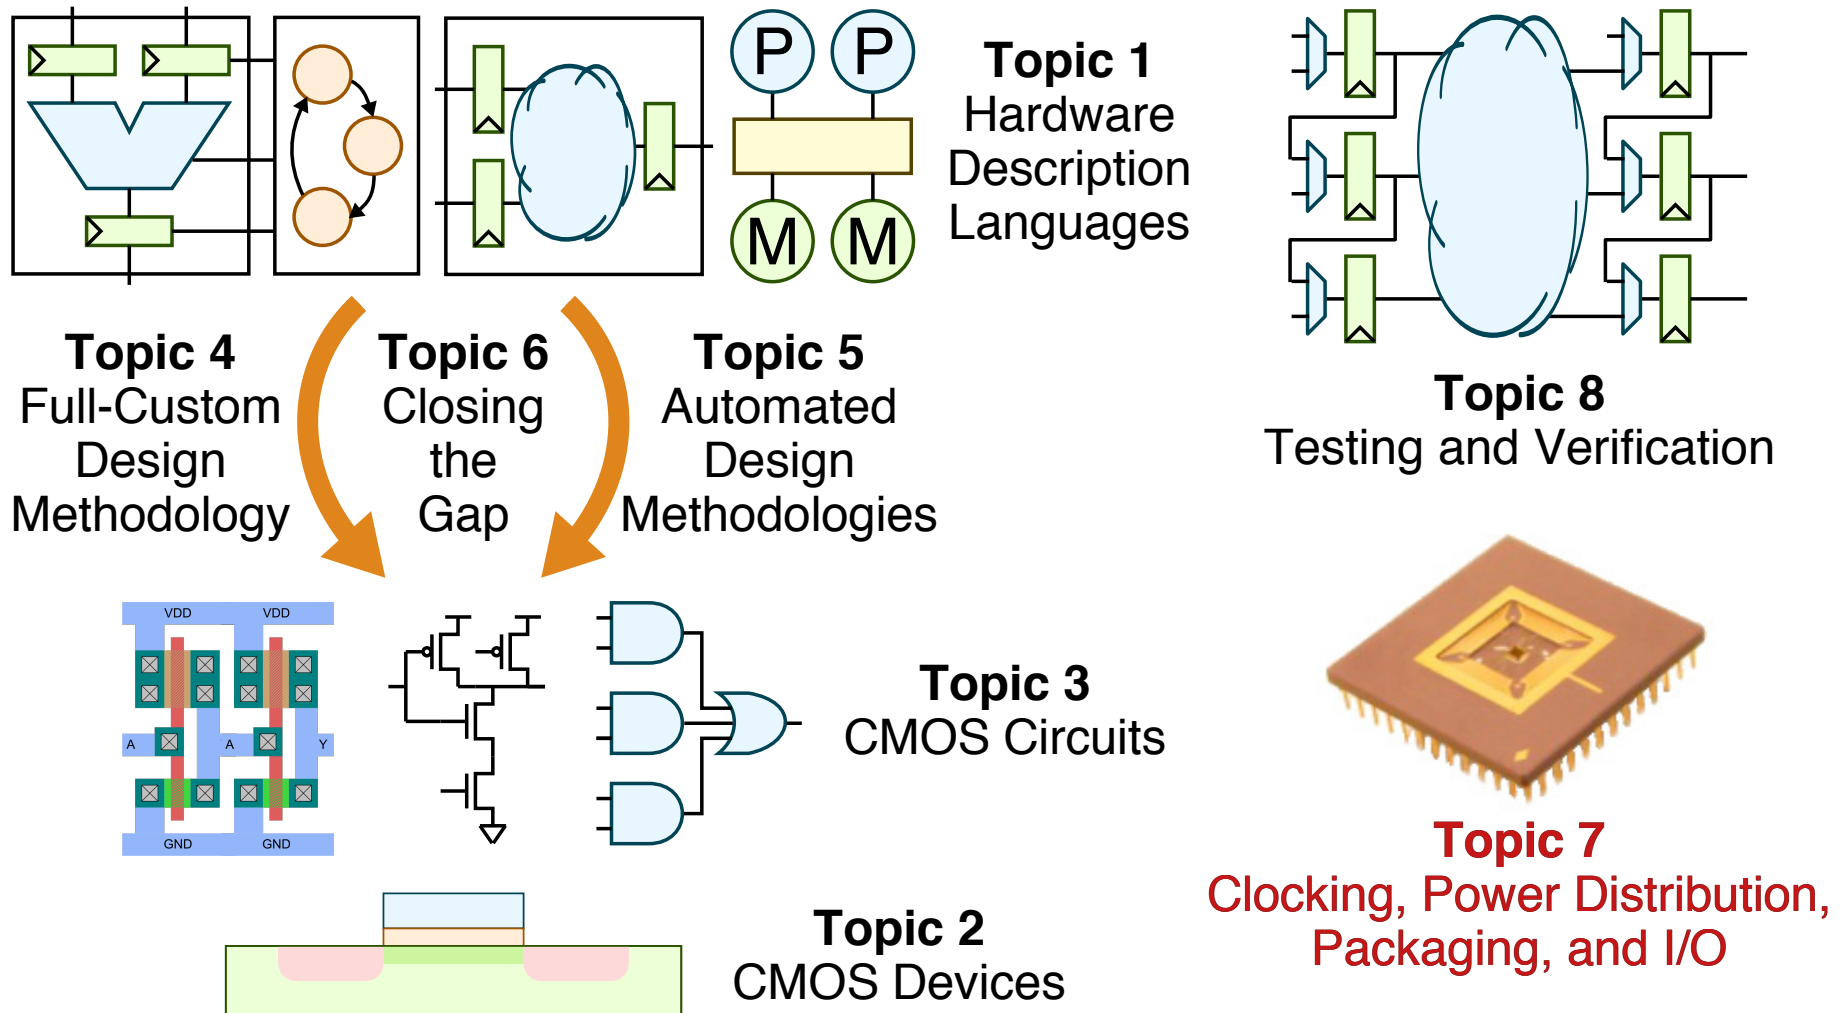 P P
M M
Topic 1
Hardware
Description
Languages
Topic 4
Full-Custom
Design
Methodology
Topic 6
Closing
the
Gap
Topic 5
Automated
Design
Methodologies
Topic 8
Testing and Verification
VDD VDD
A A Y
GND GND
Topic 3
CMOS Circuits
Topic 7
Clocking, Power Distribution,
Packaging, and I/O
Topic 2
CMOS Devices